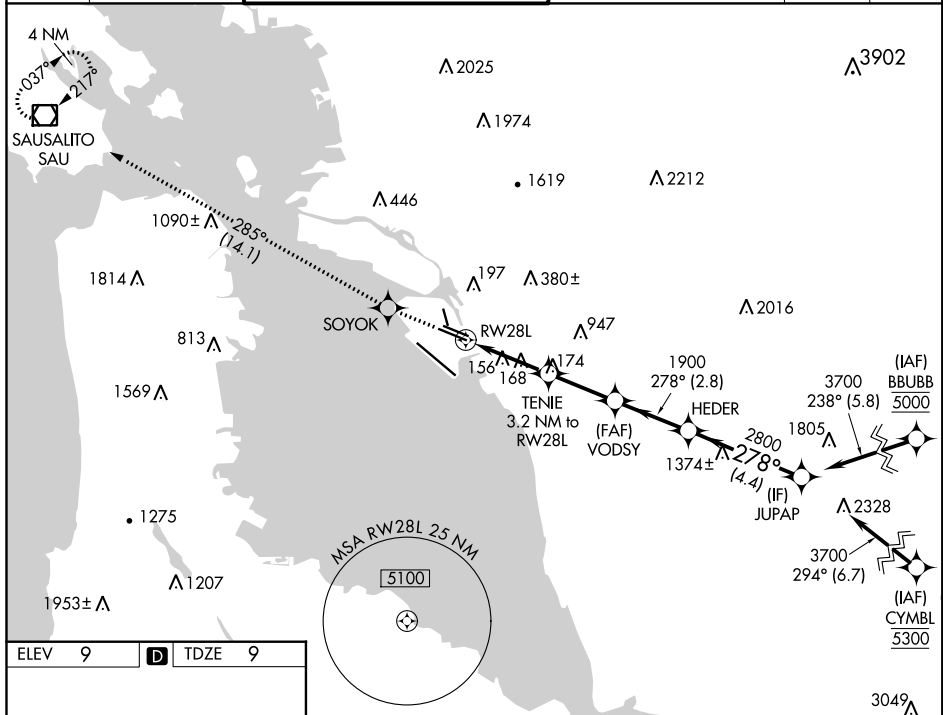 4 NM
037°
217°
SAUSALITO
SAU
2025
3902
1974
1619
2212
446
1090±
285°
(14.1)
1814
197
380±
2016
SOYOK
RW28L
947
813
156
168
174
1900
278° (2.8)
(IAF)
BBUBB
5000
3700
238° (5.8)
1569
TENIE
3.2 NM to
RW28L
HEDER
(FAF)
VODSY
2800
278°
(4.4)
1805
1374±
(IF)
JUPAP
1275
2328
MSA RW28L 25 NM
5100
3700
294° (6.7)
1207
1953±
(IAF)
CYMBL
5300
ELEV 9 D TDZE 9
3049